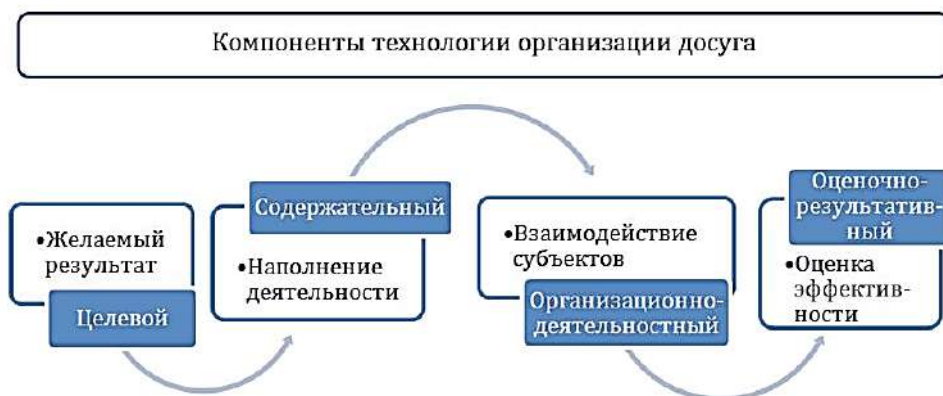 Компоненты технологии организации досуга
•Желаемый
результат
Целевой
Содержательный
•Наполнение
деятельности
•Взаимодействие
субъектов
Организационно-
деятельностный
Оценочно-
результатив-
ный
•Оценка
эффектив-
ности